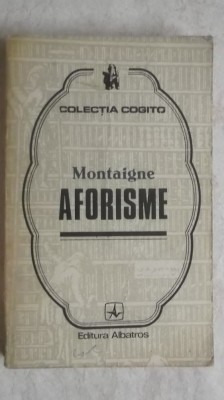 COLECȚIA COGITO
Montaigne
AFORISME
Editura Albatros